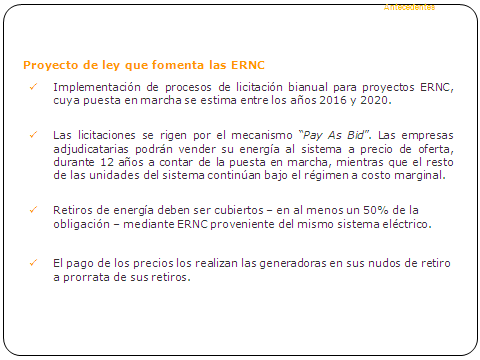 Antecedentes
Proyecto de ley que fomenta las ERNC
Implementación de procesos de licitación bianual para proyectos ERNC,
cuya puesta en marcha se estima entre los años 2016 y 2020.
Las licitaciones se rigen por el mecanismo “Pay As Bid”. Las empresas
adjudicatarias podrán vender su energía al sistema a precio de oferta,
durante 12 años a contar de la puesta en marcha, mientras que el resto
de las unidades del sistema continúan bajo el régimen a costo marginal.
Retiros de energía deben ser cubiertos – en al menos un 50% de la
obligación – mediante ERNC proveniente del mismo sistema eléctrico.
El pago de los precios los realizan las generadoras en sus nudos de retiro
a prorrata de sus retiros.